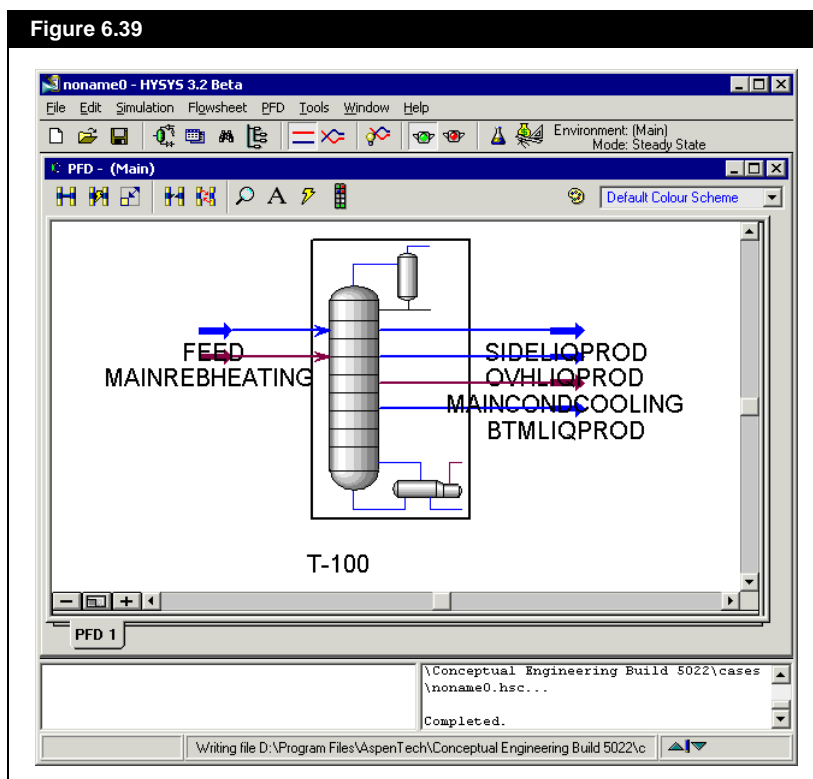 Figure 6.39
noname0 - HYSYS 3.2 Beta
File Edit Simulation Flowsheet PFD Tools Window Help
A
Environment: (Main)
Mode: Steady State
PFD - (Main)
A
Default Colour Scheme
FEED
MAINREBHEATING
SIDELIQPROD
OVHLIQPROD
MAINCONDCOOLING
BTMLIQPROD
T-100
PFD 1
\Conceptual Engineering Build 5022\cases
\noname0.hsc...
Completed.
Writing file D:\Program Files\AspenTech\Conceptual Engineering Build 5022\c